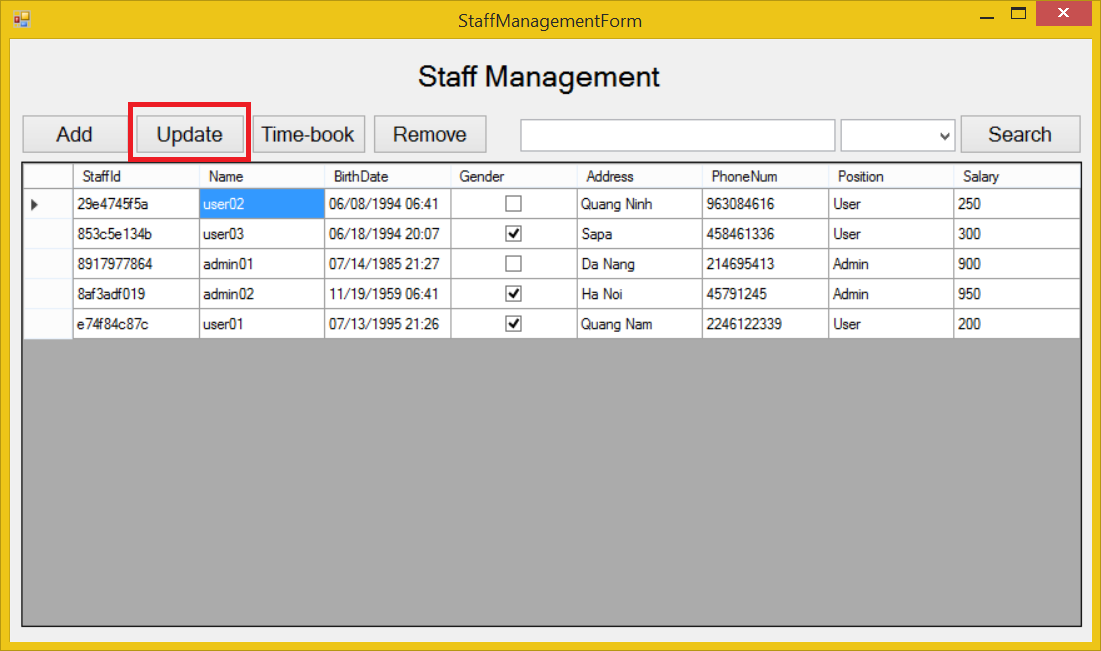 StaffManagementForm
Staff Management
Add Update Time-book Remove Search
StaffId Name BirthDate Gender Address PhoneNum Position Salary
29e4745f5a user02 06/08/1994 06:41 Quang Ninh 963084616 User 250
853c5e134b user03 06/18/1994 20:07 Sapa 458461336 User 300
8917977864 admin01 07/14/1985 21:27 Da Nang 214695413 Admin 900
8af3adf019 admin02 11/19/1959 06:41 Ha Noi 45791245 Admin 950
e74f84c87c user01 07/13/1995 21:26 Quang Nam 2246122339 User 200